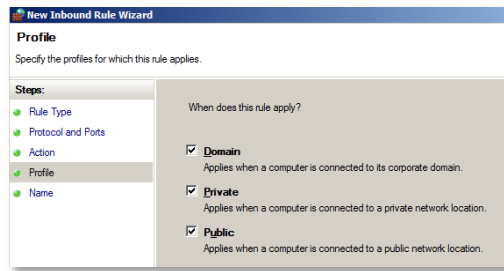 New Inbound Rule Wizard
Profile
Specify the profiles for which this rule applies.
Steps:
Rule Type
Protocol and Ports
Action
Profile
Name
When does this rule apply?
Domain
Applies when a computer is connected to its corporate domain.
Private
Applies when a computer is connected to a private network location.
Public
Applies when a computer is connected to a public network location.